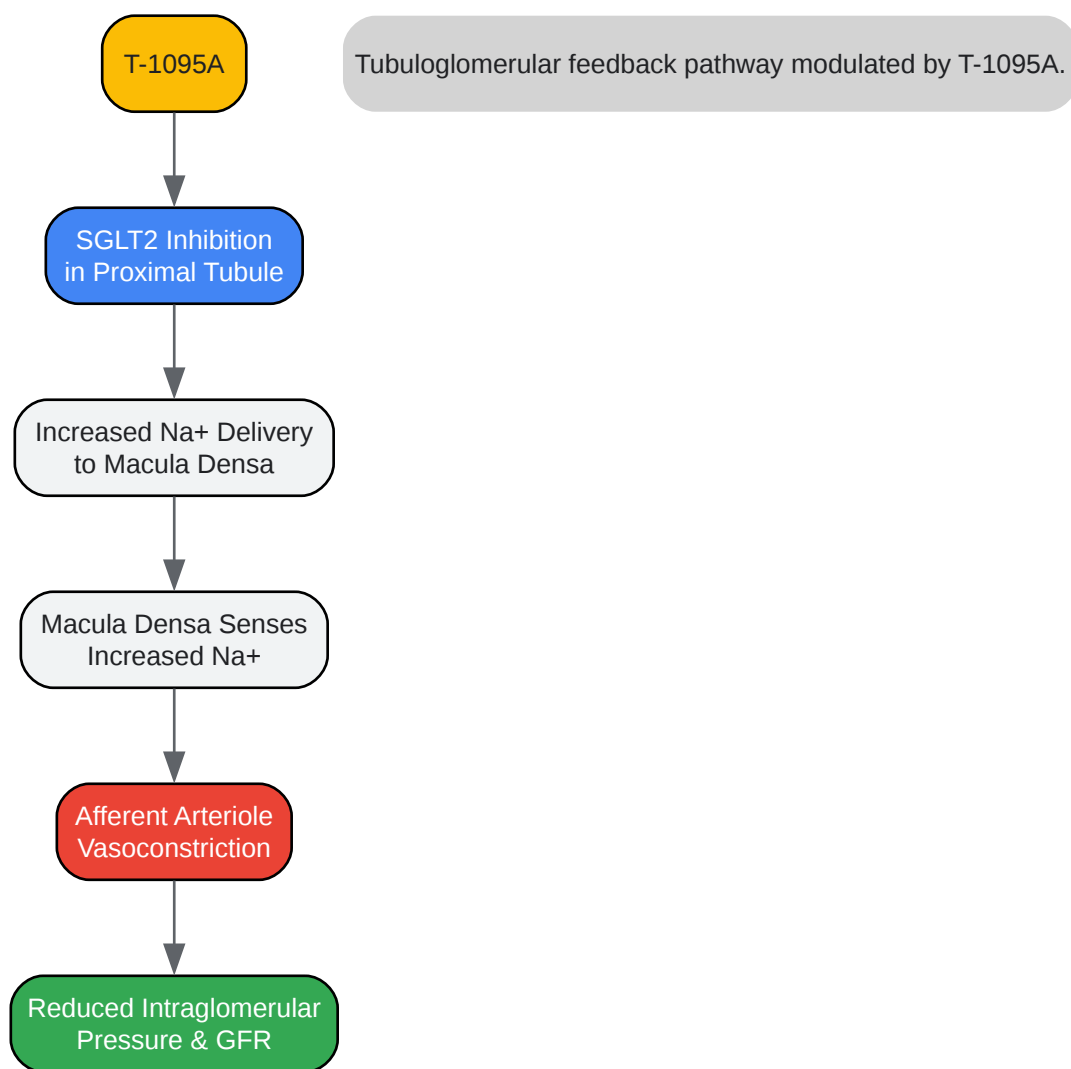 T-1095A
Tubuloglomerular feedback pathway modulated by T-1095A.
SGLT2 Inhibition
in Proximal Tubule
Increased Na+ Delivery
to Macula Densa
Macula Densa Senses
Increased Na+
Afferent Arteriole
Vasoconstriction
Reduced Intraglomerular
Pressure & GFR